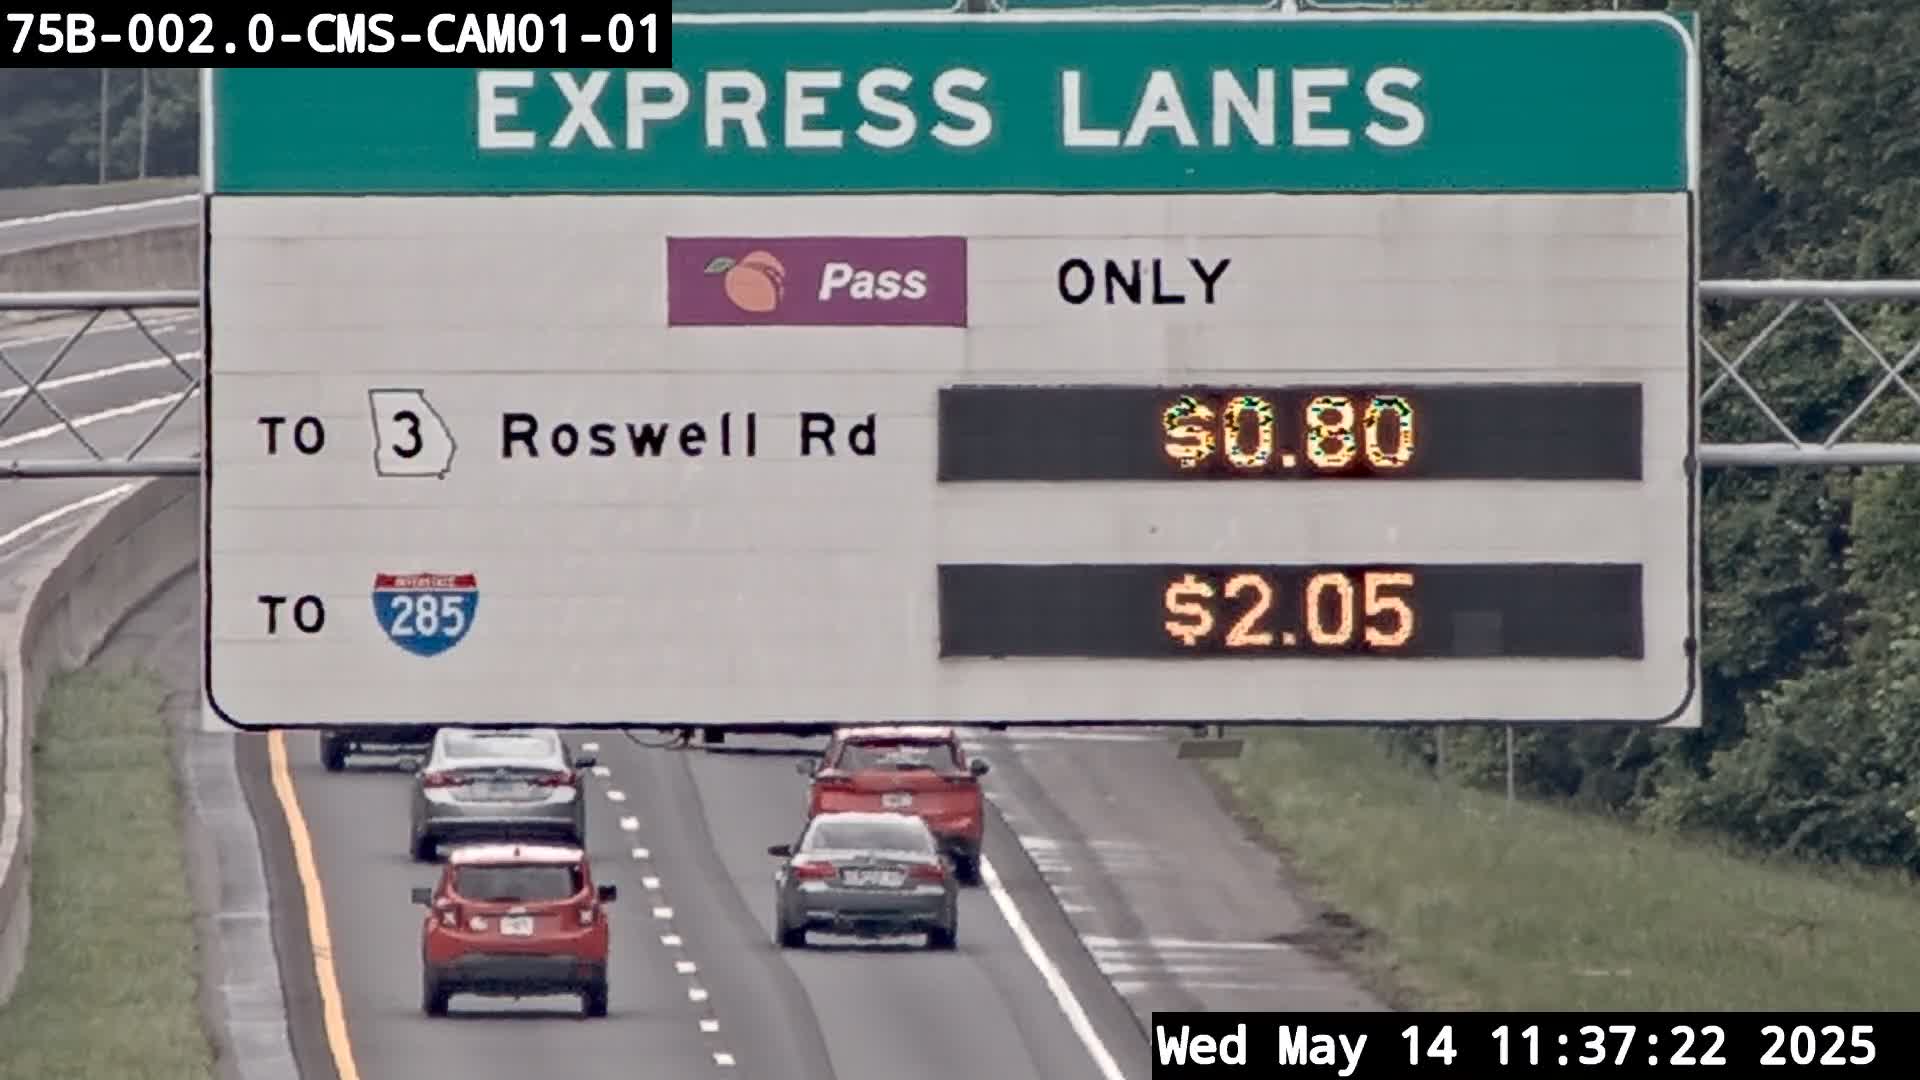 75B-002.0-CMS-CAM01-01
EXPRESS LANES
Pass ONLY
TO 3 Roswell Rd $0.80
INTERSTATE
TO 285 $2.05
Wed May 14 11:37:22 2025